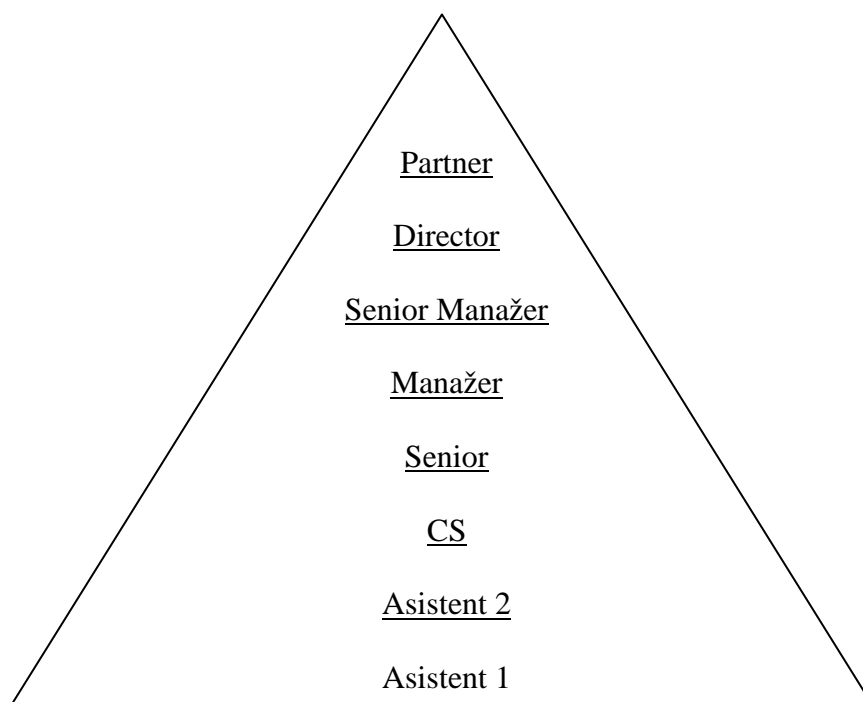 Partner
Director
Senior Manažer
Manažer
Senior
CS
Asistent 2
Asistent 1